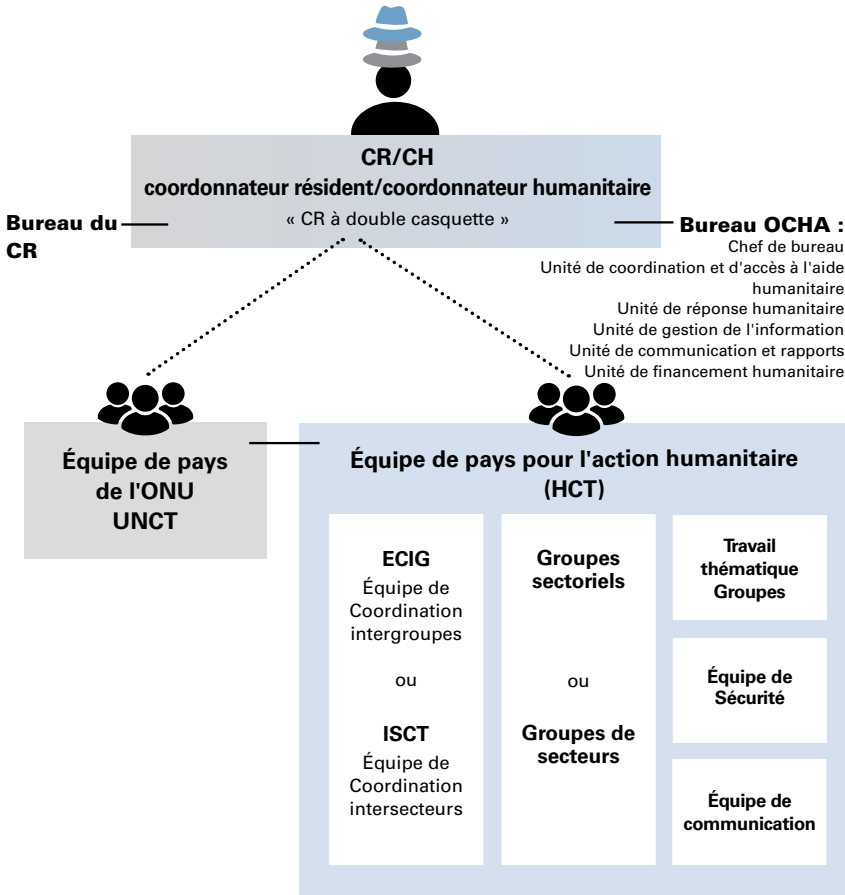 CR/CH
coordonnateur résident/coordonnateur humanitaire
« CR à double casquette »
Bureau du
CR
Bureau OCHA :
Chef de bureau
Unité de coordination et d'accès à l'aide
humanitaire
Unité de réponse humanitaire
Unité de gestion de l'information
Unité de communication et rapports
Unité de financement humanitaire
Équipe de pays
de l'ONU
UNCT
Équipe de pays pour l'action humanitaire
(HCT)
ECIG
Équipe de
Coordination
intergroupes
ou
ISCT
Équipe de
Coordination
intersecteurs
Groupes
sectoriels
ou
Groupes de
secteurs
Travail
thématique
Groupes
Équipe de
Sécurité
Équipe de
communication